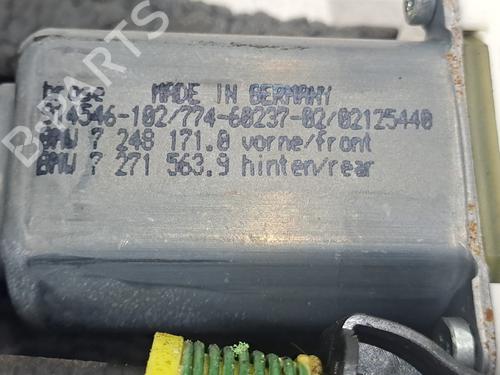 brose MADE IN GERMANY
914546-102/774-60237-02/02125440
BMW 7 248 171.0 vorne/front
BMW 7 271 563.9 hinten/rear
B-PARTS